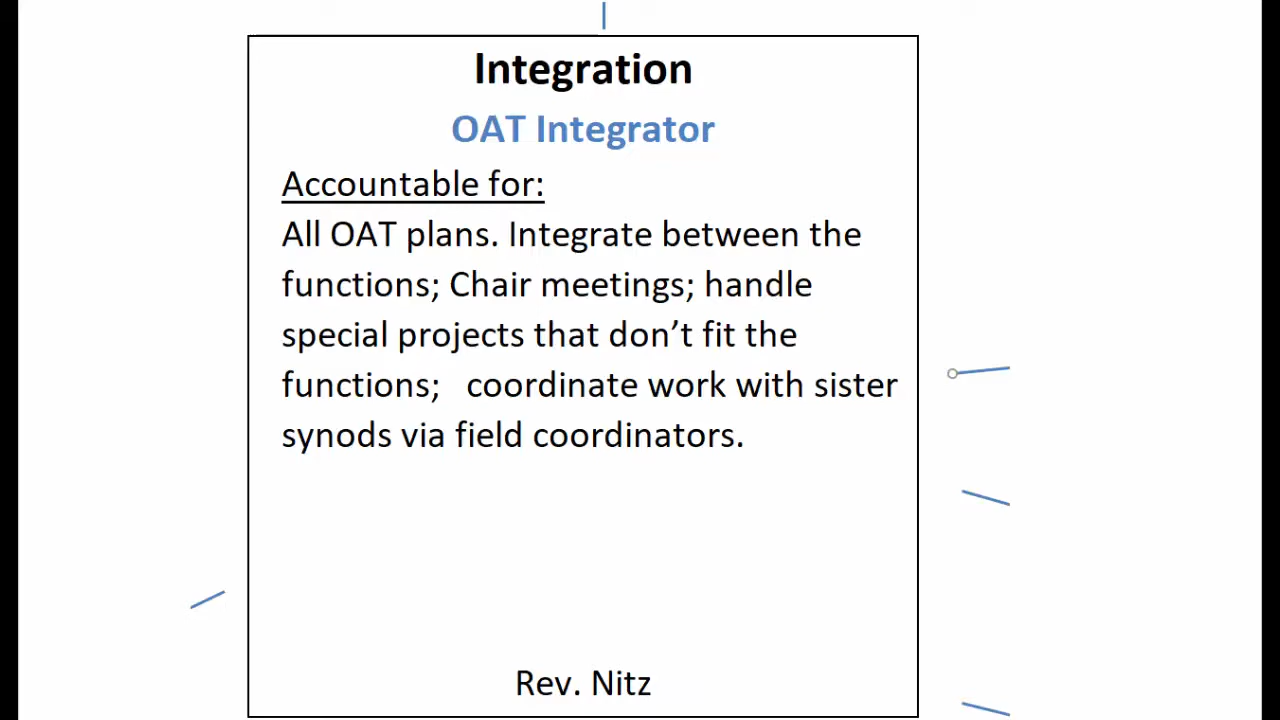 Integration
OAT Integrator
Accountable for:
All OAT plans. Integrate between the
functions; Chair meetings; handle
special projects that don’t fit the
functions;   coordinate work with sister
synods via field coordinators.
Rev. Nitz